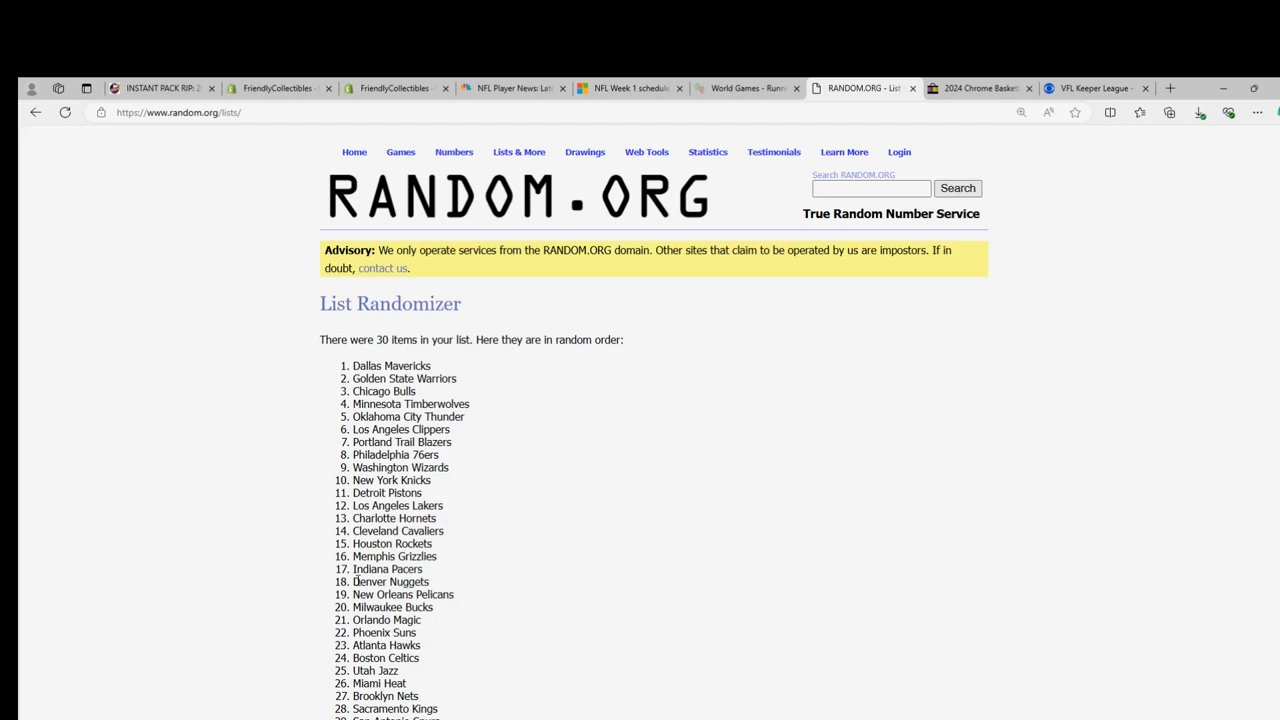 INSTANT PACK RIP: 2
FriendlyCollectibles -
FriendlyCollectibles -
NFL Player News: Lat
NFL Week 1 schedule
World Games - Runn
RANDOM.ORG - List
2024 Chrome Basket
VFL Keeper League -
https://www.random.org/lists/
Home Games Numbers Lists & More Drawings Web Tools Statistics Testimonials Learn More Login
RANDOM.ORG
Search RANDOM.ORG
Search
True Random Number Service
Advisory: We only operate services from the RANDOM.ORG domain. Other sites that claim to be operated by us are impostors. If in
doubt, contact us.
List Randomizer
There were 30 items in your list. Here they are in random order:
1. Dallas Mavericks
2. Golden State Warriors
3. Chicago Bulls
4. Minnesota Timberwolves
5. Oklahoma City Thunder
6. Los Angeles Clippers
7. Portland Trail Blazers
8. Philadelphia 76ers
9. Washington Wizards
10. New York Knicks
11. Detroit Pistons
12. Los Angeles Lakers
13. Charlotte Hornets
14. Cleveland Cavaliers
15. Houston Rockets
16. Memphis Grizzlies
17. Indiana Pacers
18. Denver Nuggets
19. New Orleans Pelicans
20. Milwaukee Bucks
21. Orlando Magic
22. Phoenix Suns
23. Atlanta Hawks
24. Boston Celtics
25. Utah Jazz
26. Miami Heat
27. Brooklyn Nets
28. Sacramento Kings
29. San Antonio Spurs